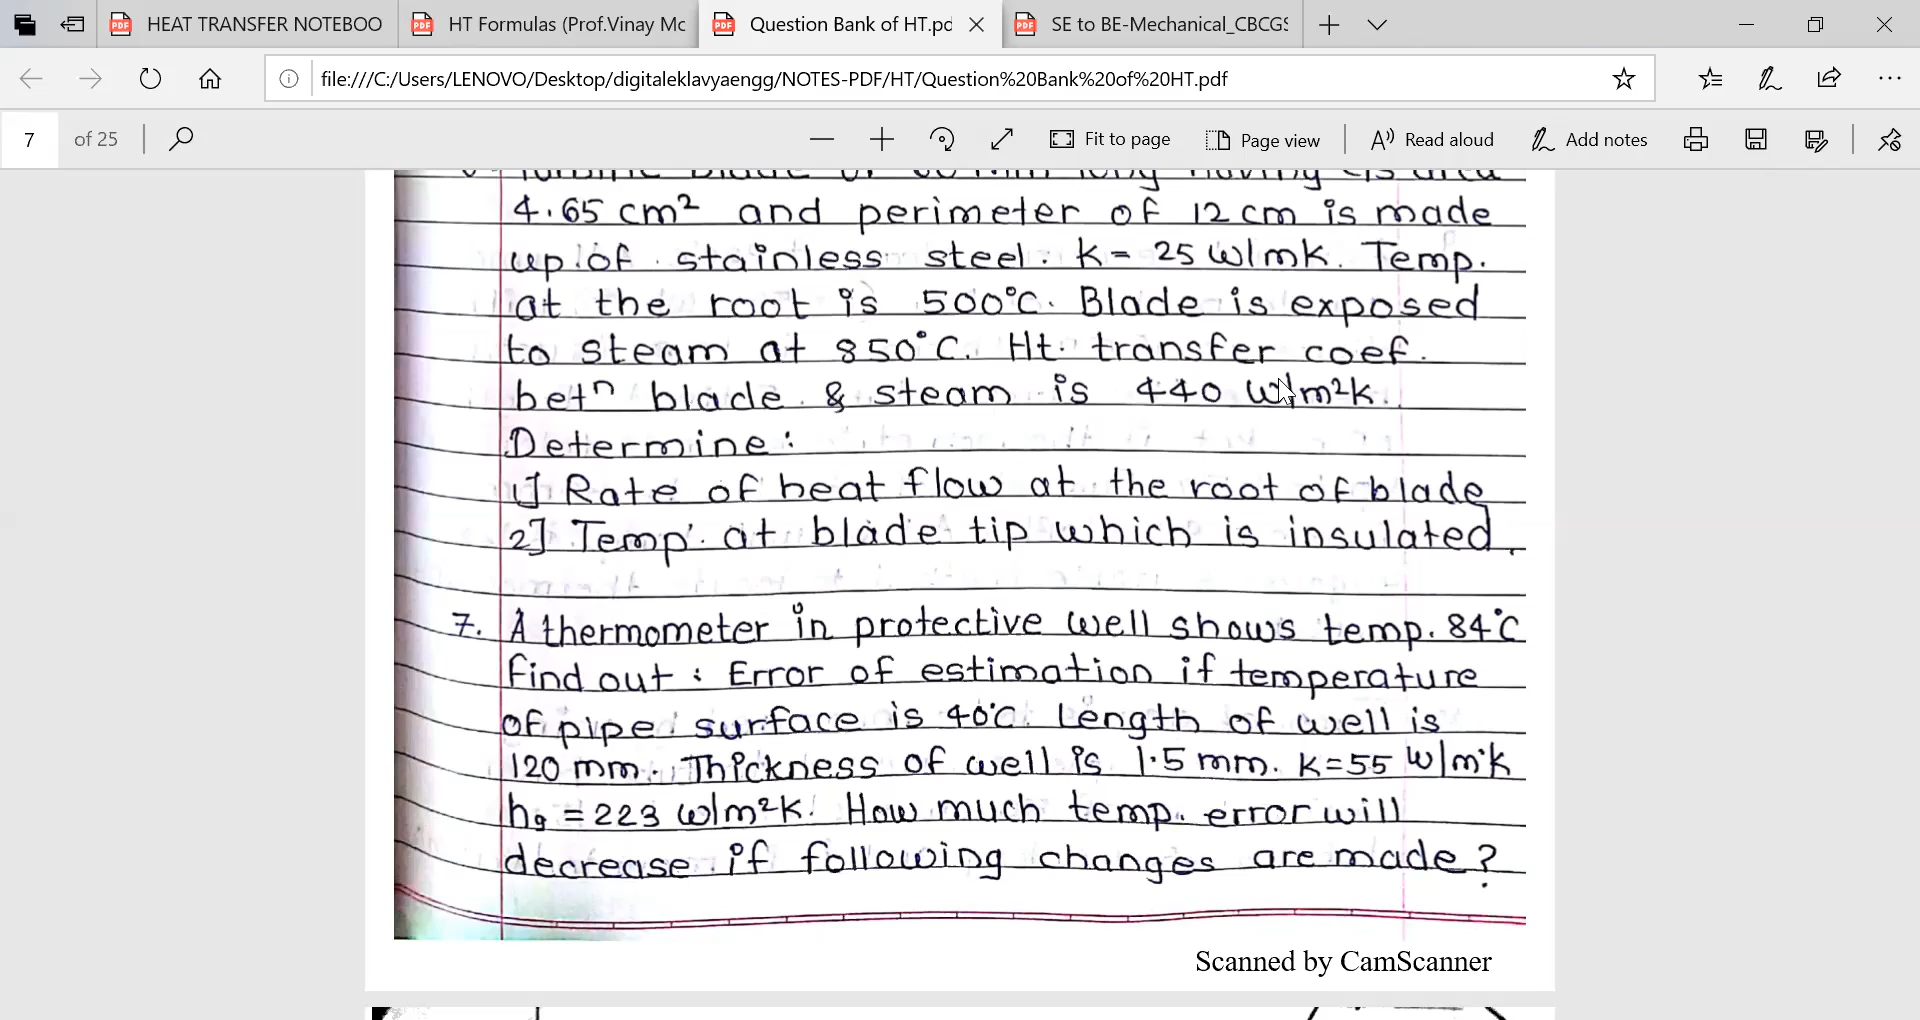 HEAT TRANSFER NOTEBOO
HT Formulas (Prof.Vinay Mc
Question Bank of HT.pd
SE to BE-Mechanical_CBCGS
file:///C:/Users/LENOVO/Desktop/digitaleklavyaengg/NOTES-PDF/HT/Question%20Bank%20of%20HT.pdf
7 of 25
Fit to page
Page view
Read aloud
Add notes
4.65 cm² and perimeter of 12 cm is made
up of stainless steel. k = 25 w/mk. Temp.
at the root is 500°C. Blade is exposed
to steam at 850°C. Ht. transfer coef.
betn blade & steam is 440 w/m²k.
Determine:
1] Rate of heat flow at the root of blade
2] Temp. at blade tip which is insulated.
7. A thermometer in protective well shows temp. 84°C
find out : Error of estimation if temperature
of pipe surface is 40°C. Length of well is
120 mm. Thickness of well is 1.5 mm. k=55 w/m°k
hg = 223 w/m²k. How much temp. error will
decrease if following changes are made?
Scanned by CamScanner